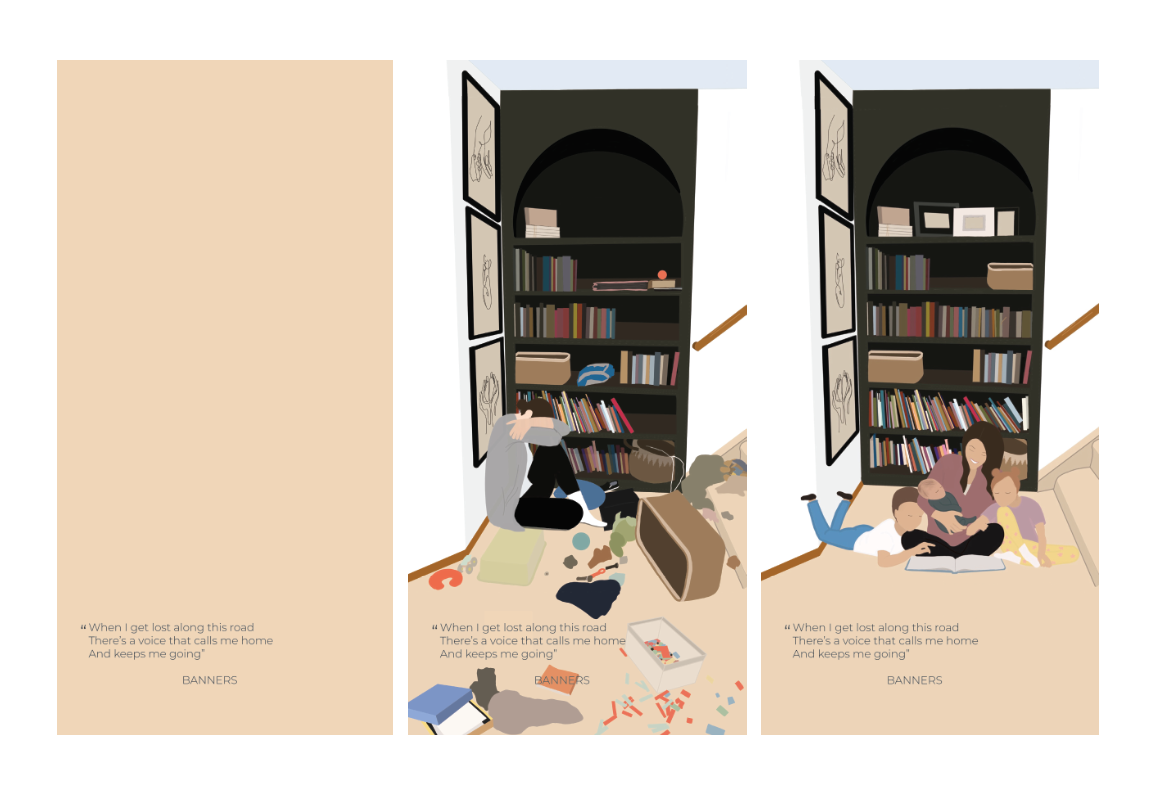 “ When I get lost along this road
There’s a voice that calls me home
And keeps me going”
BANNERS
“ When I get lost along this road
There’s a voice that calls me home
And keeps me going”
BANNERS
“ When I get lost along this road
There’s a voice that calls me home
And keeps me going”
BANNERS